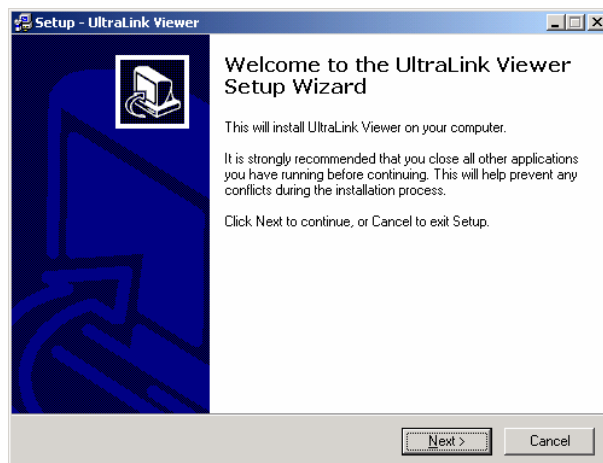 Setup - UltraLink Viewer
Welcome to the UltraLink Viewer
Setup Wizard
This will install UltraLink Viewer on your computer.
It is strongly recommended that you close all other applications
you have running before continuing. This will help prevent any
conflicts during the installation process.
Click Next to continue, or Cancel to exit Setup.
Next >
Cancel